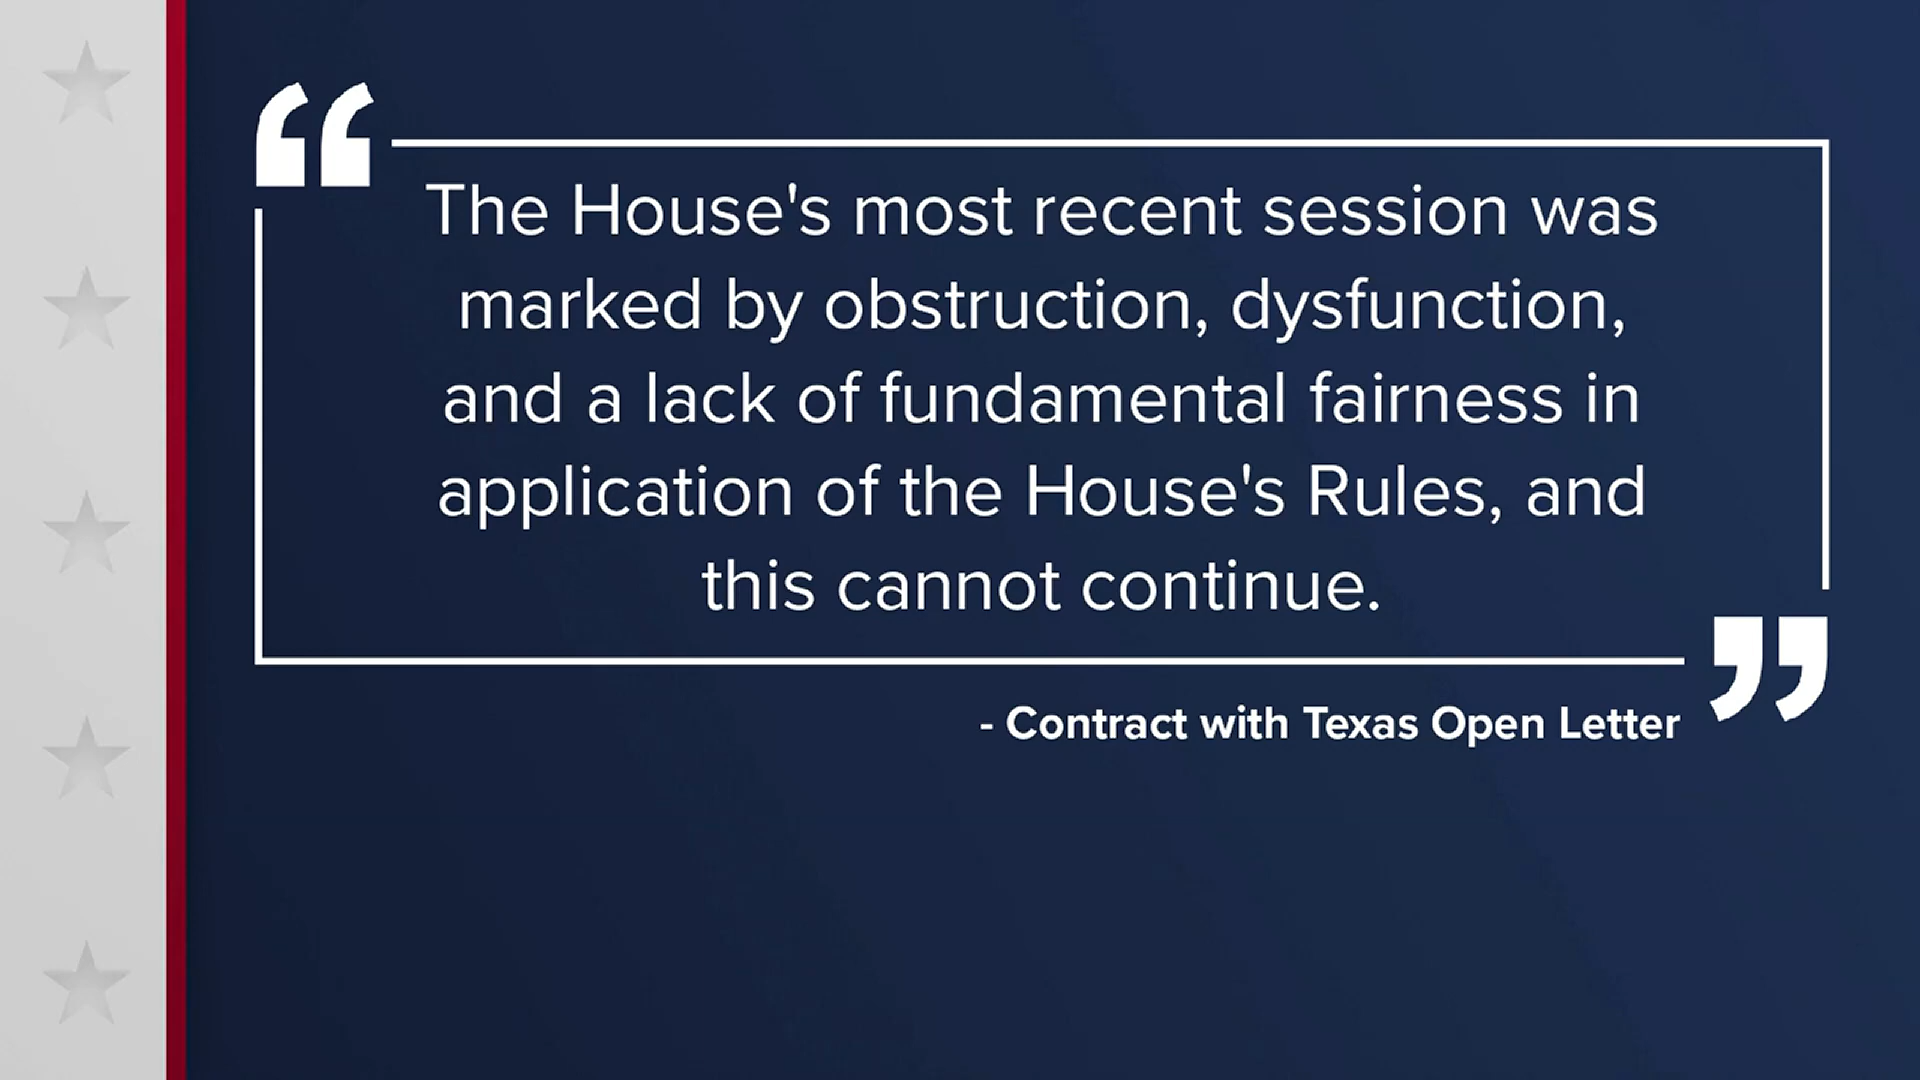 “
The House's most recent session was
marked by obstruction, dysfunction,
and a lack of fundamental fairness in
application of the House's Rules, and
this cannot continue.
”
- Contract with Texas Open Letter